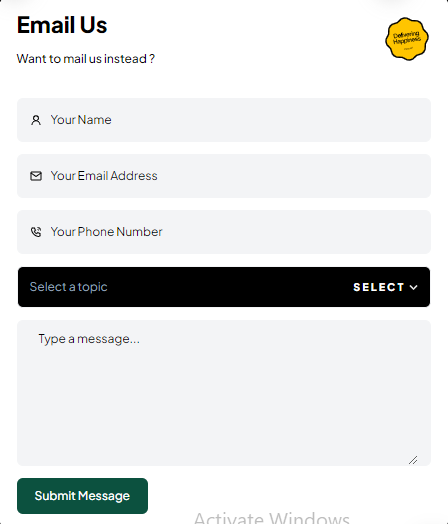 Email Us
Delivering
Happiness
Want to mail us instead ?
Your Name
Your Email Address
Your Phone Number
Select a topic
SELECT
Type a message...
Submit Message
Activate Windows